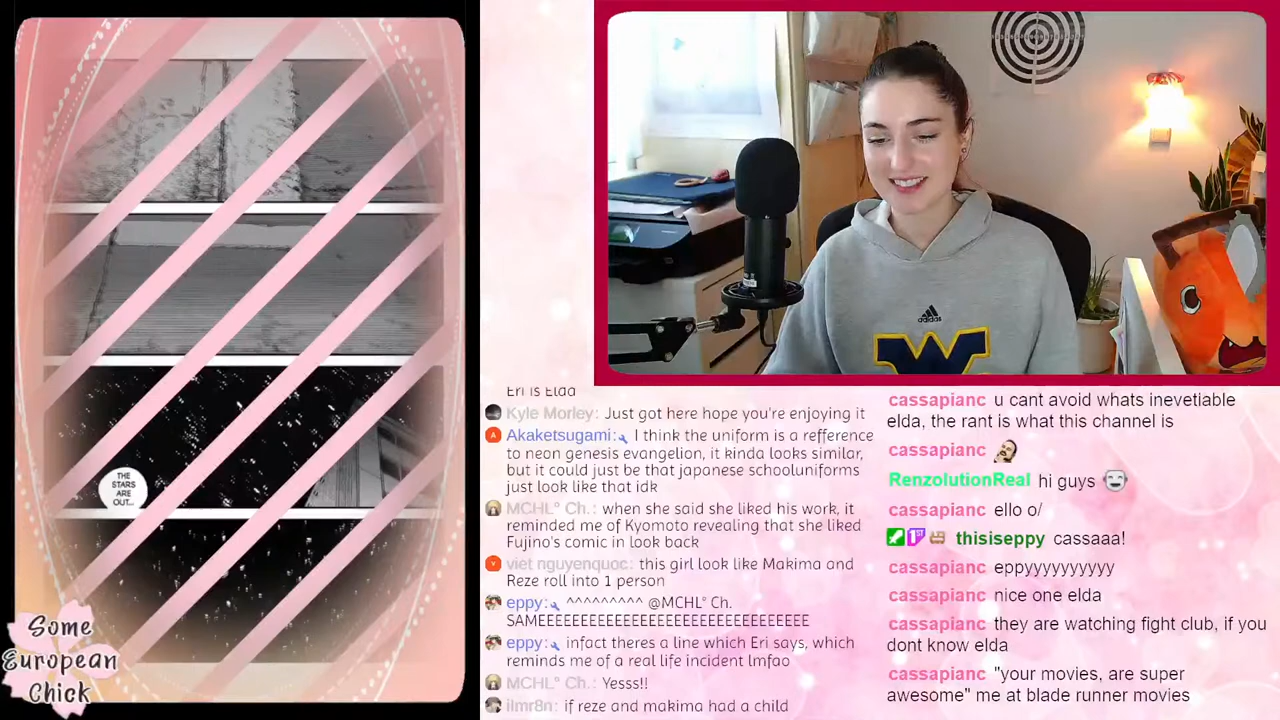 THE
STARS
ARE
OUT...
Some
European
Chick
adidas
W
Eri is Elda
Kyle Morley: Just got here hope you're enjoying it
Akaketsugami: I think the uniform is a refference
to neon genesis evangelion, it kinda looks similar,
but it could just be that japanese schooluniforms
just look like that idk
MCHL° Ch.: when she said she liked his work, it
reminded me of Kyomoto revealing that she liked
Fujino's comic in look back
viet nguyenquoc: this girl look like Makima and
Reze roll into 1 person
eppy: ^^^^^^^^^ @MCHL° Ch.
SAMEEEEEEEEEEEEEEEEEEEEEEEEEEEEEE
eppy: infact theres a line which Eri says, which
reminds me of a real life incident lmfao
MCHL° Ch.: Yesss!!
ilmr8n: if reze and makima had a child
cassapianc u cant avoid whats inevetiable
elda, the rant is what this channel is
cassapianc
RenzolutionReal hi guys
cassapianc ello o/
1ST thisiseppy cassaaa!
cassapianc eppyyyyyyyyyy
cassapianc nice one elda
cassapianc they are watching fight club, if you
dont know elda
cassapianc "your movies, are super
awesome" me at blade runner movies